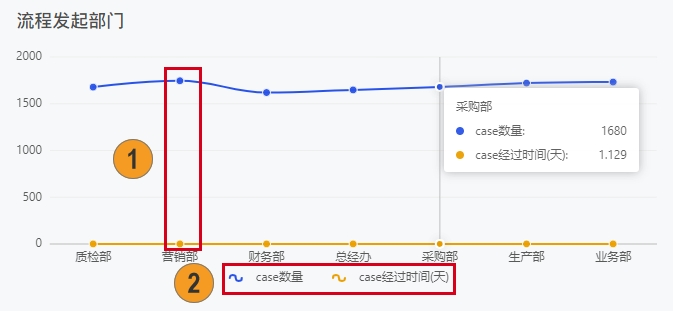 流程发起部门
2000
1500
1000
500
0
采购部
case数量: 1680
case经过时间(天): 1.129
1
质检部 营销部 财务部 总经办 采购部 生产部 业务部
2
case数量 case经过时间(天)